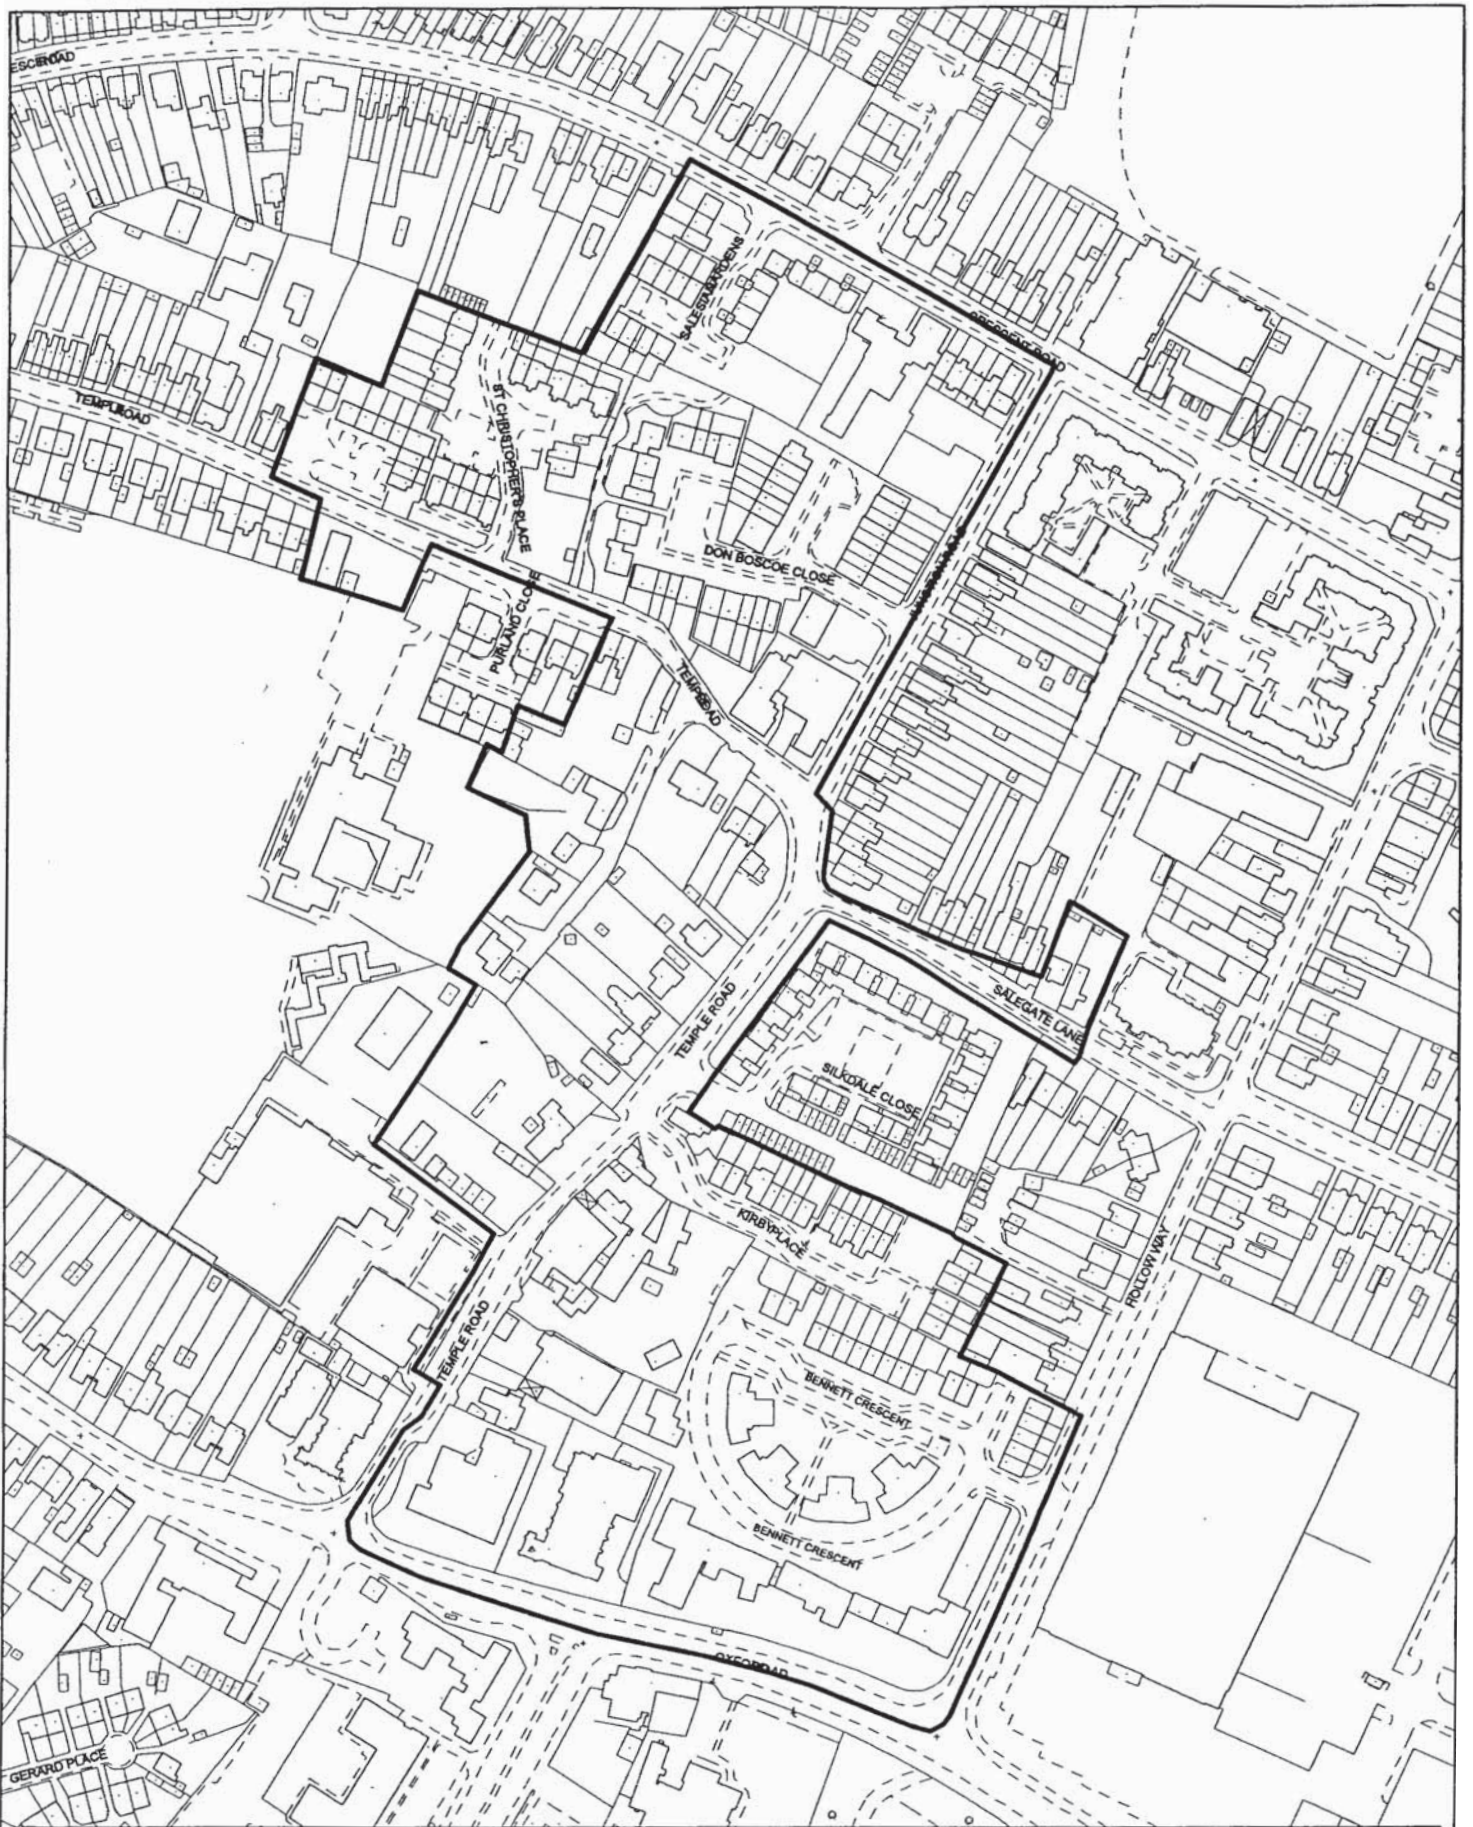 SALESIAN GARDENS
CRESCENT ROAD
TEMPLE ROAD
ST CHRISTOPHER'S PLACE
DON BOSCOE CLOSE
PURLAND CLOSE
TEMPLE ROAD
SALEGATE LANE
TEMPLE ROAD
SILKDALE CLOSE
KIRBY PLACE
HOLLOW WAY
TEMPLE ROAD
BENNETT CRESCENT
BENNETT CRESCENT
OXFORD ROAD
GERARD PLACE